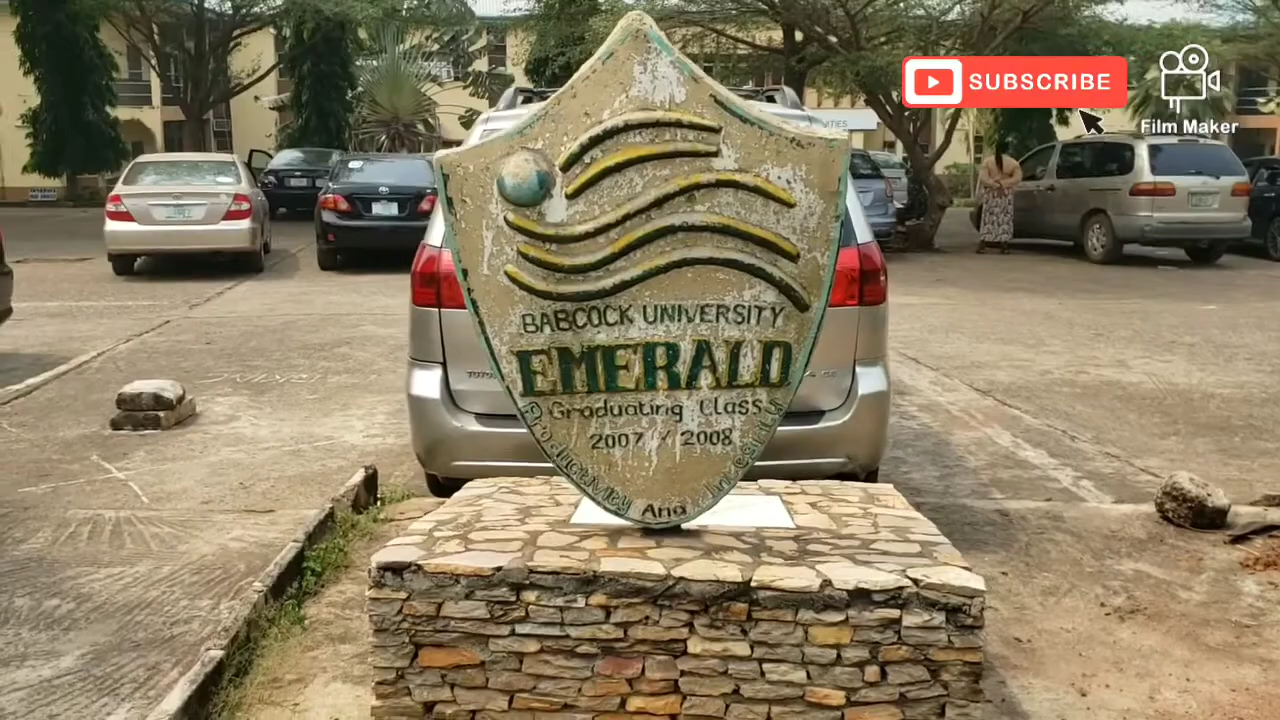 SUBSCRIBE
Film Maker
BABCOCK UNIVERSITY
EMERALD
Graduating Class
2007 / 2008
Productivity And Integrity